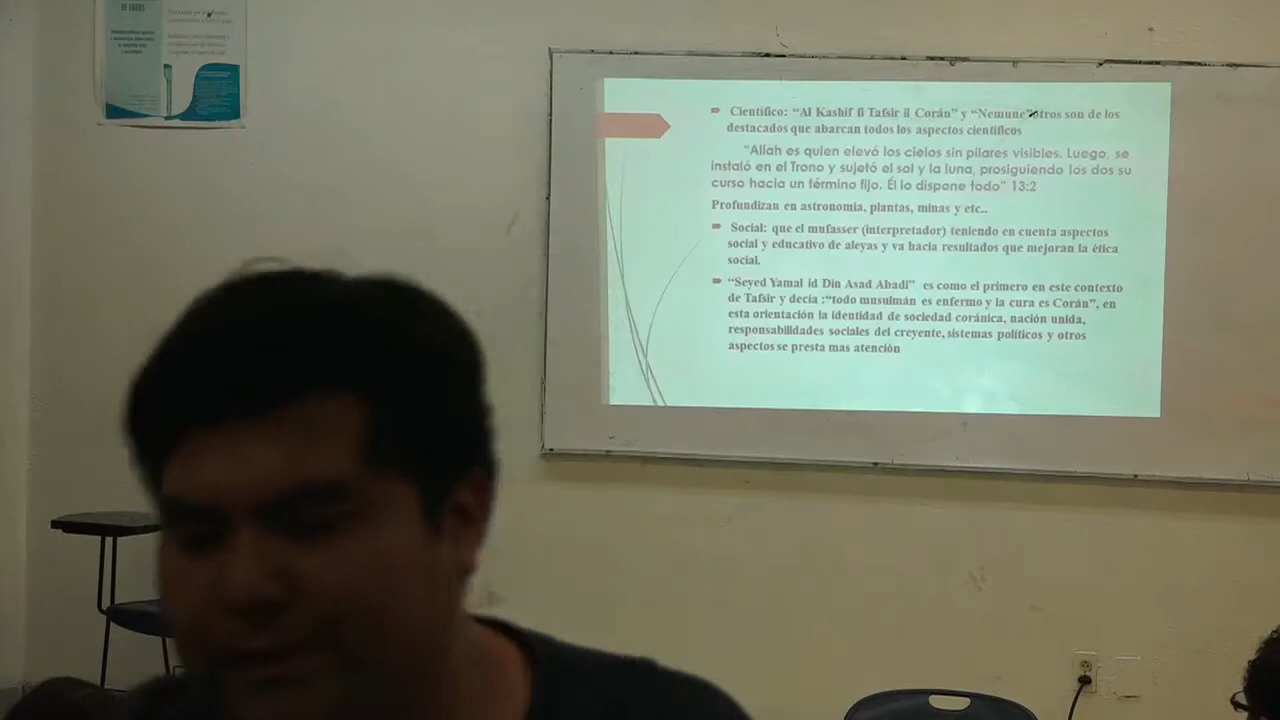 DE FOROS
Científico: “Al Kashif fi Tafsir il Corán” y “Nemune”otros son de los
destacados que abarcan todos los aspectos científicos
“Allah es quien elevó los cielos sin pilares visibles. Luego, se
instaló en el Trono y sujetó el sol y la luna, prosiguiendo los dos su
curso hacia un término fijo. Él lo dispone todo” 13:2
Profundizan en astronomía, plantas, minas y etc..
Social: que el mufasser (interpretador) teniendo en cuenta aspectos
social y educativo de aleyas y va hacia resultados que mejoran la ética
social.
“Seyed Yamal id Din Asad Abadi” es como el primero en este contexto
de Tafsir y decía :“todo musulmán es enfermo y la cura es Corán”, en
esta orientación la identidad de sociedad coránica, nación unida,
responsabilidades sociales del creyente, sistemas políticos y otros
aspectos se presta mas atención